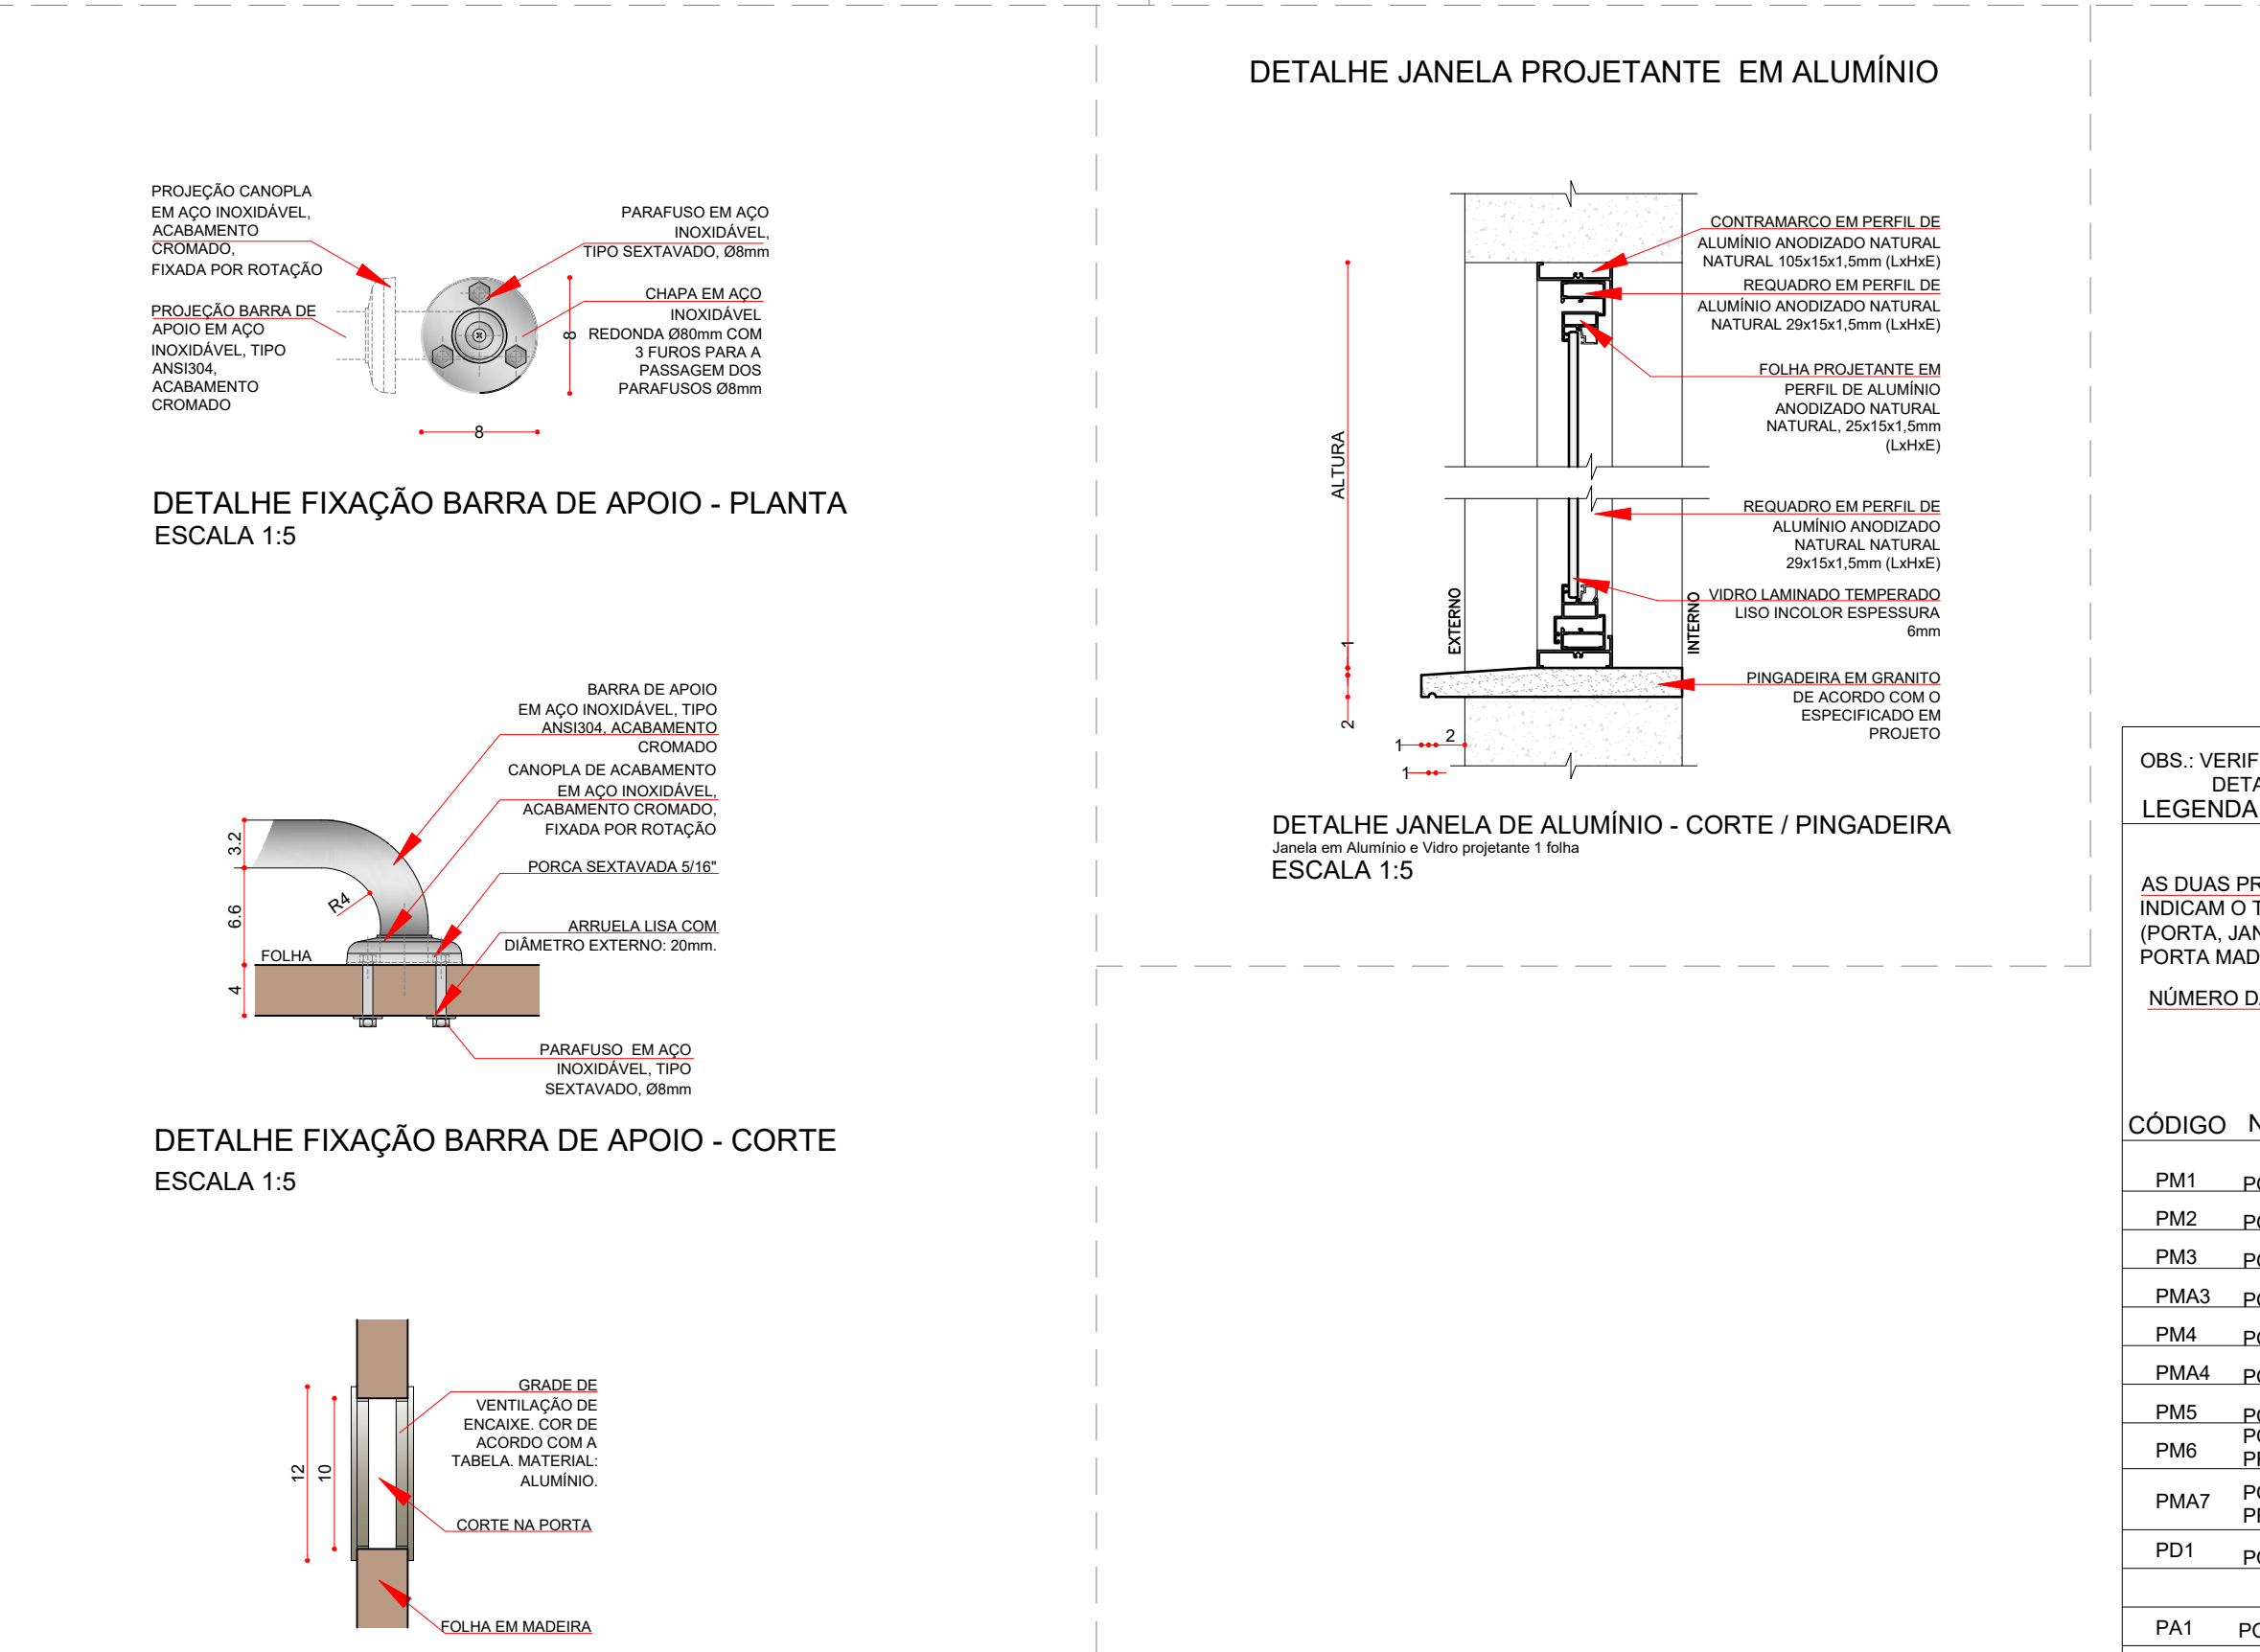 PROJEÇÃO CANOPLA
EM AÇO INOXIDÁVEL,
ACABAMENTO
CROMADO,
FIXADA POR ROTAÇÃO
PROJEÇÃO BARRA DE
APOIO EM AÇO
INOXIDÁVEL, TIPO
ANSI304,
ACABAMENTO
CROMADO
PARAFUSO EM AÇO
INOXIDÁVEL,
TIPO SEXTAVADO, Ø8mm
CHAPA EM AÇO
INOXIDÁVEL
REDONDA Ø80mm COM
3 FUROS PARA A
PASSAGEM DOS
PARAFUSOS Ø8mm
8
8
DETALHE FIXAÇÃO BARRA DE APOIO - PLANTA
ESCALA 1:5
BARRA DE APOIO
EM AÇO INOXIDÁVEL, TIPO
ANSI304, ACABAMENTO
CROMADO
CANOPLA DE ACABAMENTO
EM AÇO INOXIDÁVEL,
ACABAMENTO CROMADO,
FIXADA POR ROTAÇÃO
PORCA SEXTAVADA 5/16"
ARRUELA LISA COM
DIÂMETRO EXTERNO: 20mm.
3.2
6.6
R4
FOLHA
4
PARAFUSO EM AÇO
INOXIDÁVEL, TIPO
SEXTAVADO, Ø8mm
DETALHE FIXAÇÃO BARRA DE APOIO - CORTE
ESCALA 1:5
GRADE DE
VENTILAÇÃO DE
ENCAIXE. COR DE
ACORDO COM A
TABELA. MATERIAL:
ALUMÍNIO.
12
10
CORTE NA PORTA
FOLHA EM MADEIRA
DETALHE JANELA PROJETANTE EM ALUMÍNIO
CONTRAMARCO EM PERFIL DE
ALUMÍNIO ANODIZADO NATURAL
NATURAL 105x15x1,5mm (LxHxE)
REQUADRO EM PERFIL DE
ALUMÍNIO ANODIZADO NATURAL
NATURAL 29x15x1,5mm (LxHxE)
FOLHA PROJETANTE EM
PERFIL DE ALUMÍNIO
ANODIZADO NATURAL
NATURAL, 25x15x1,5mm
(LxHxE)
ALTURA
REQUADRO EM PERFIL DE
ALUMÍNIO ANODIZADO
NATURAL NATURAL
29x15x1,5mm (LxHxE)
VIDRO LAMINADO TEMPERADO
LISO INCOLOR ESPESSURA
6mm
EXTERNO
INTERNO
PINGADEIRA EM GRANITO
DE ACORDO COM O
ESPECIFICADO EM
PROJETO
1
2
1
2
1
DETALHE JANELA DE ALUMÍNIO - CORTE / PINGADEIRA
Janela em Alumínio e Vidro projetante 1 folha
ESCALA 1:5
OBS.: VERIF
DETA
LEGENDA
AS DUAS PR
INDICAM O T
(PORTA, JAN
PORTA MAD
NÚMERO DA
CÓDIGO N
PM1 PO
PM2 PO
PM3 PO
PMA3 PO
PM4 PO
PMA4 PO
PM5 PO
PM6 PO
PMA7 PO
PD1 PO
PA1 PO